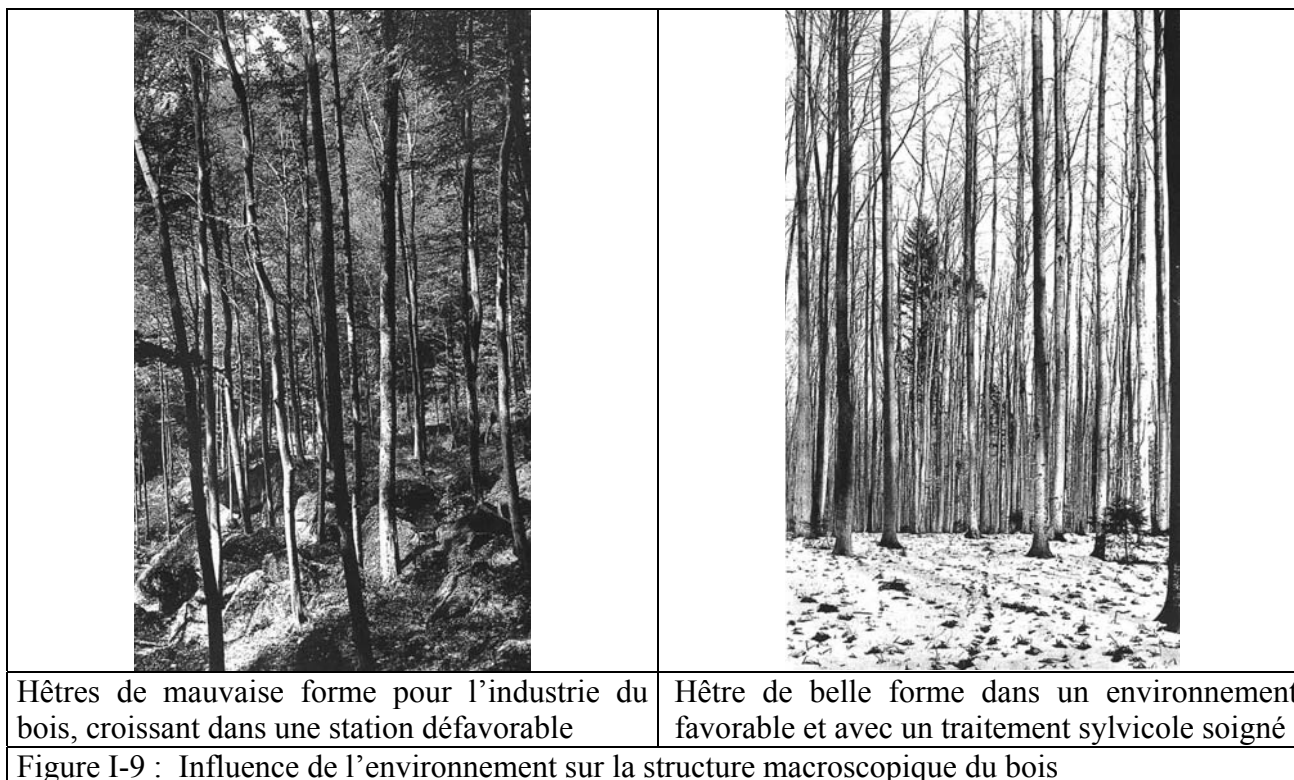 Hêtres de mauvaise forme pour l’industrie du
bois, croissant dans une station défavorable
Hêtre de belle forme dans un environnement
favorable et avec un traitement sylvicole soigné
Figure I-9 : Influence de l’environnement sur la structure macroscopique du bois